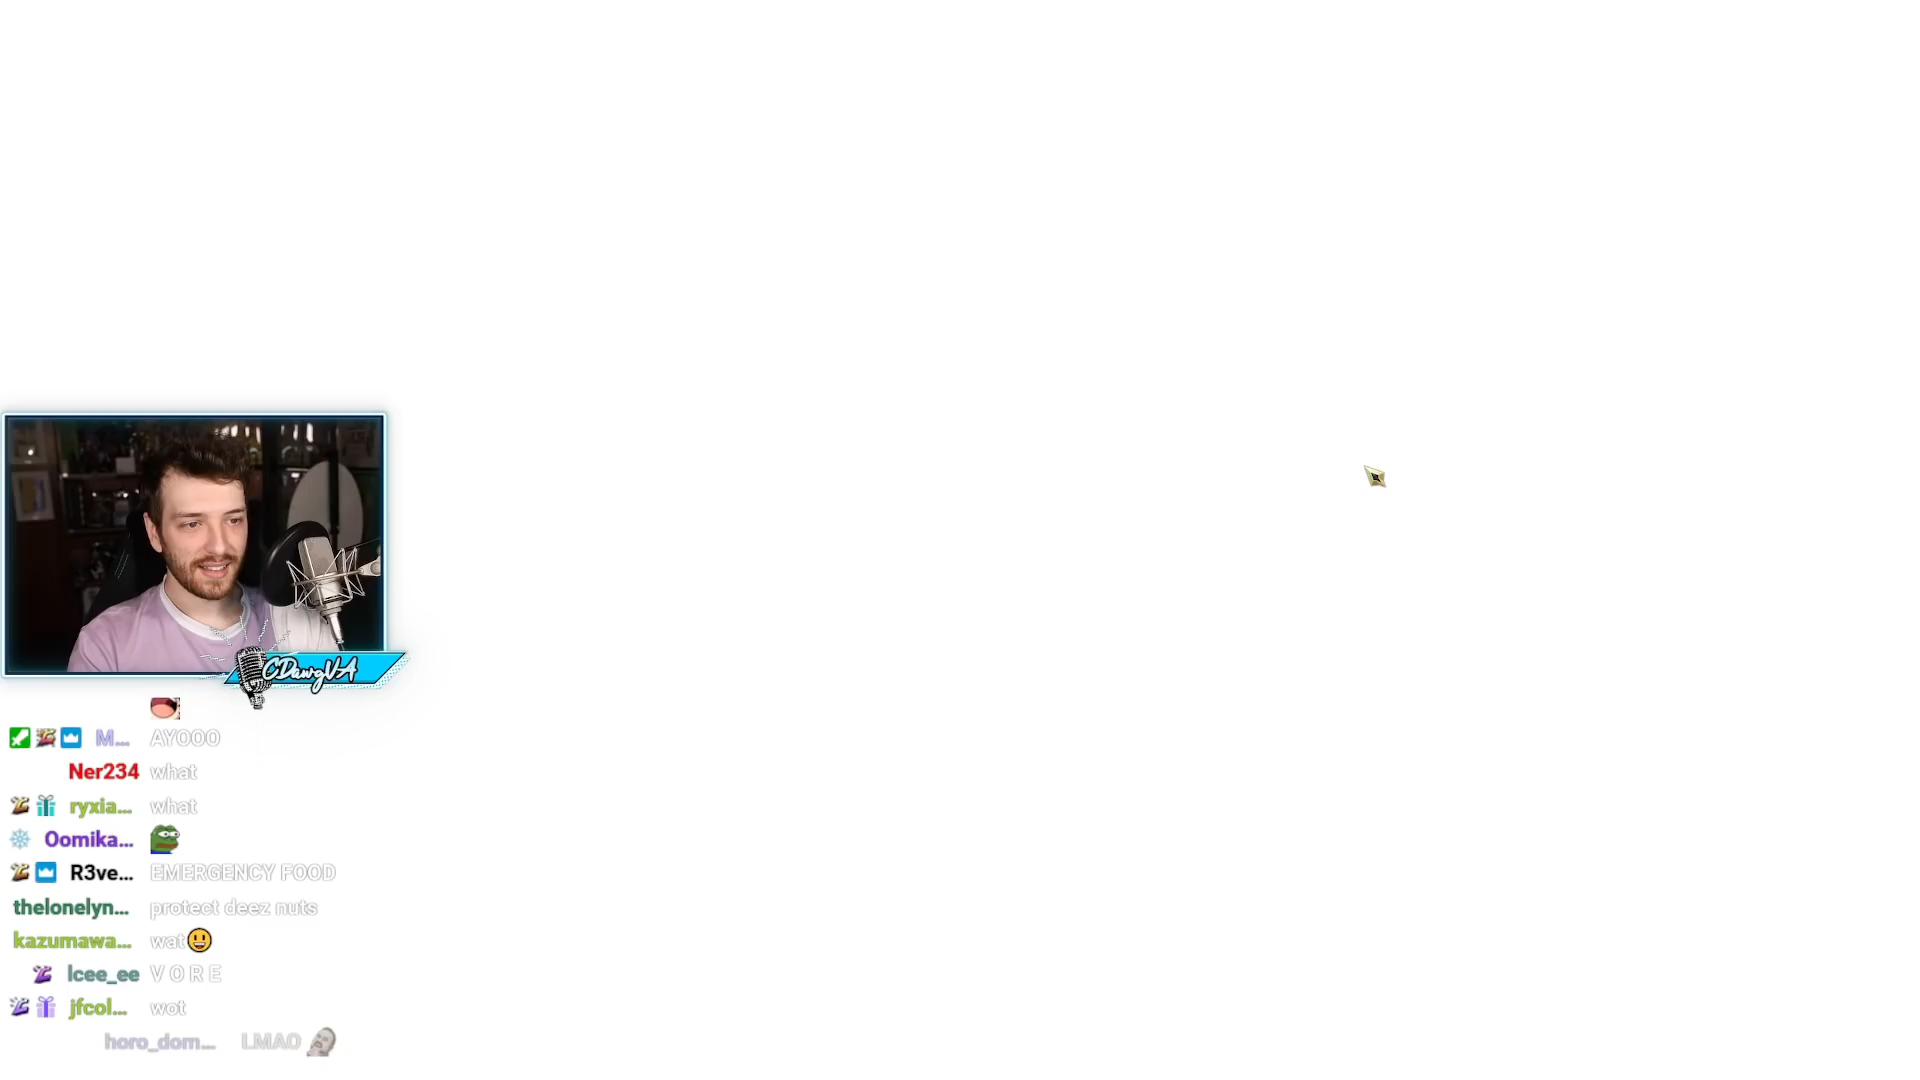 CDawgVA
M... AYOOO
Ner234 what
ryxia... what
Oomika...
R3ve... EMERGENCY FOOD
thelonelyn... protect deez nuts
kazumawa... wat
lcee_ee V O R E
jfcol... wot
horo_dom... LMAO